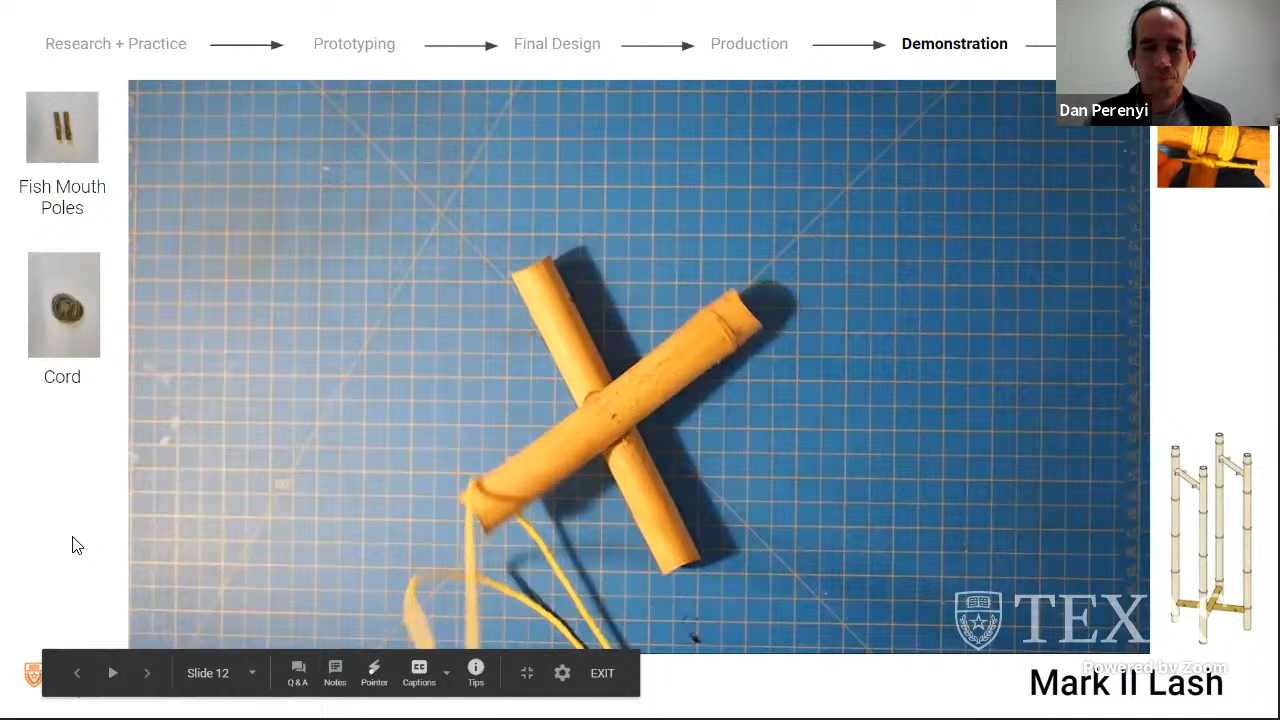 Research + Practice
Prototyping
Final Design
Production
Demonstration
Dan Perenyi
Fish Mouth
Poles
Cord
TEX
Powered by Zoom
Mark II Lash
Slide 12
Q & A
Notes
Pointer
CC
Captions
Tips
EXIT